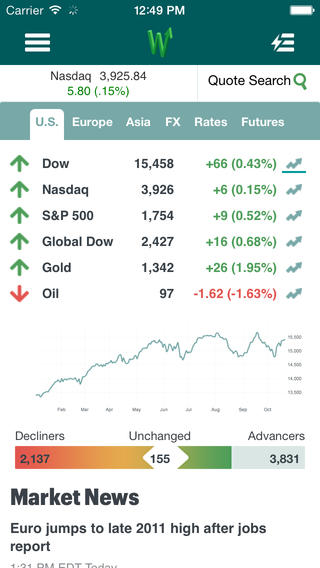 Carrier 12:49 PM
W
Nasdaq 3,925.84
5.80 (.15%)
Quote Search
U.S. Europe Asia FX Rates Futures
Dow 15,458 +66 (0.43%)
Nasdaq 3,926 +6 (0.15%)
S&P 500 1,754 +9 (0.52%)
Global Dow 2,427 +16 (0.68%)
Gold 1,342 +26 (1.95%)
Oil 97 -1.62 (-1.63%)
15,500
14,500
14,000
13,500
Feb Mar Apr May Jun Jul Aug Sep Oct
Decliners Unchanged Advancers
2,137 155 3,831
Market News
Euro jumps to late 2011 high after jobs
report
1:31 PM EDT Today